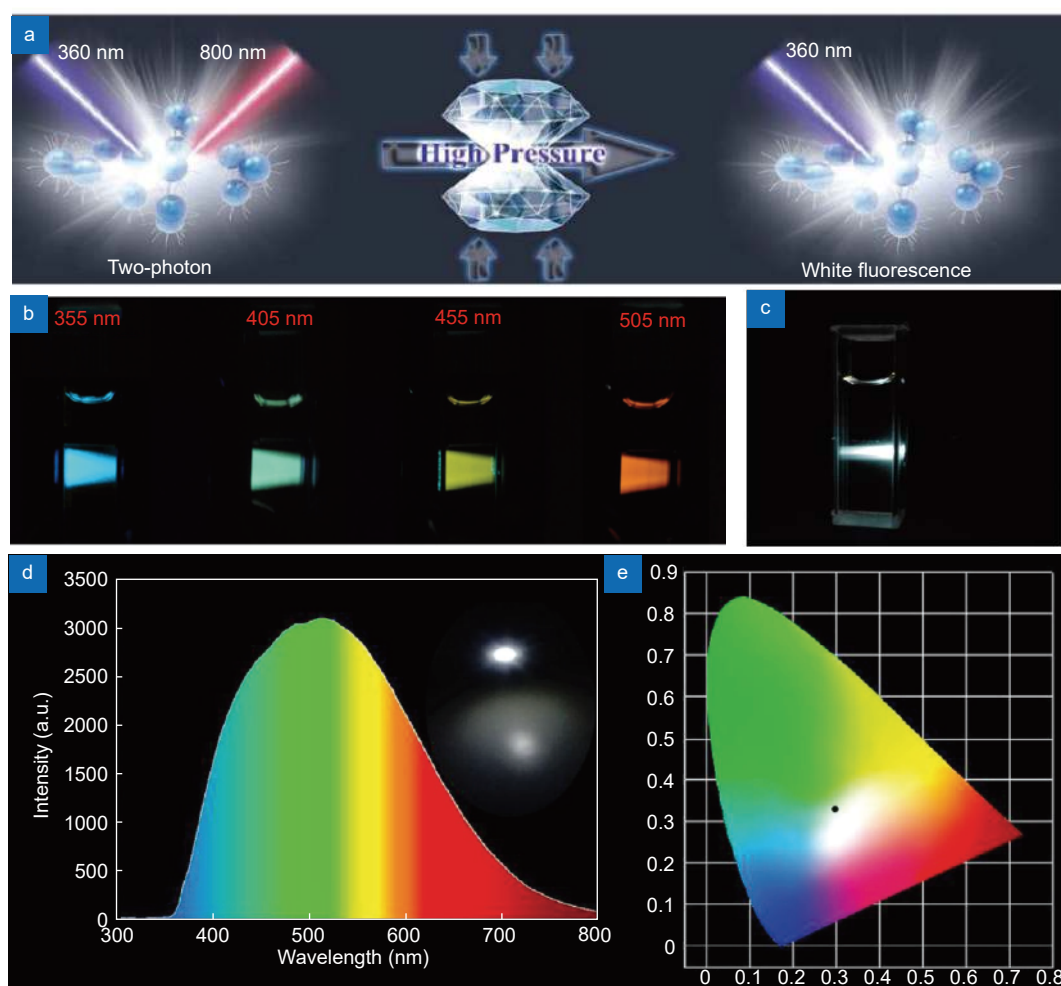 a
360 nm
800 nm
360 nm
High Pressure
Two-photon
White fluorescence
b
355 nm
405 nm
455 nm
505 nm
c
d
3500
3000
2500
2000
1500
1000
500
0
Intensity (a.u.)
300
400
500
600
700
800
Wavelength (nm)
e
0.9
0.8
0.7
0.6
0.5
0.4
0.3
0.2
0.1
0
0
0.1
0.2
0.3
0.4
0.5
0.6
0.7
0.8